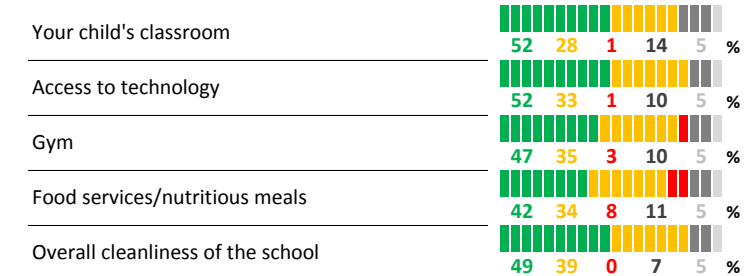 Your child's classroom
52 28 1 14 5 %
Access to technology
52 33 1 10 5 %
Gym
47 35 3 10 5 %
Food services/nutritious meals
42 34 8 11 5 %
Overall cleanliness of the school
49 39 0 7 5 %